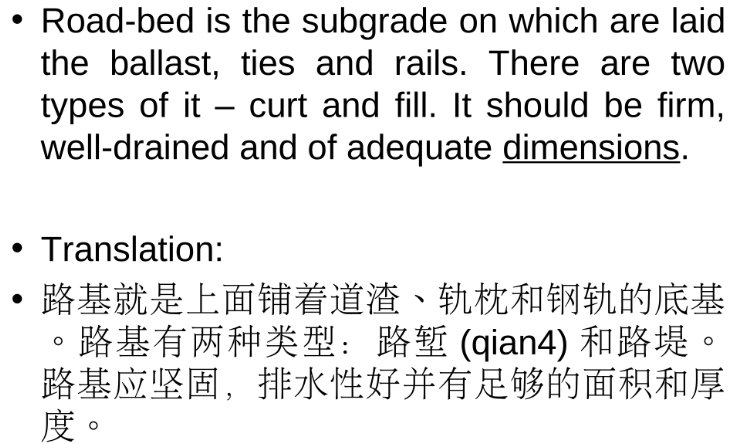 • Road-bed is the subgrade on which are laid
the ballast, ties and rails. There are two
types of it – curt and fill. It should be firm,
well-drained and of adequate dimensions.
• Translation:
• 路基就是上面铺着道渣、轨枕和钢轨的底基
。路基有两种类型：路堑 (qian4) 和路堤。
路基应坚固，排水性好并有足够的面积和厚
度。